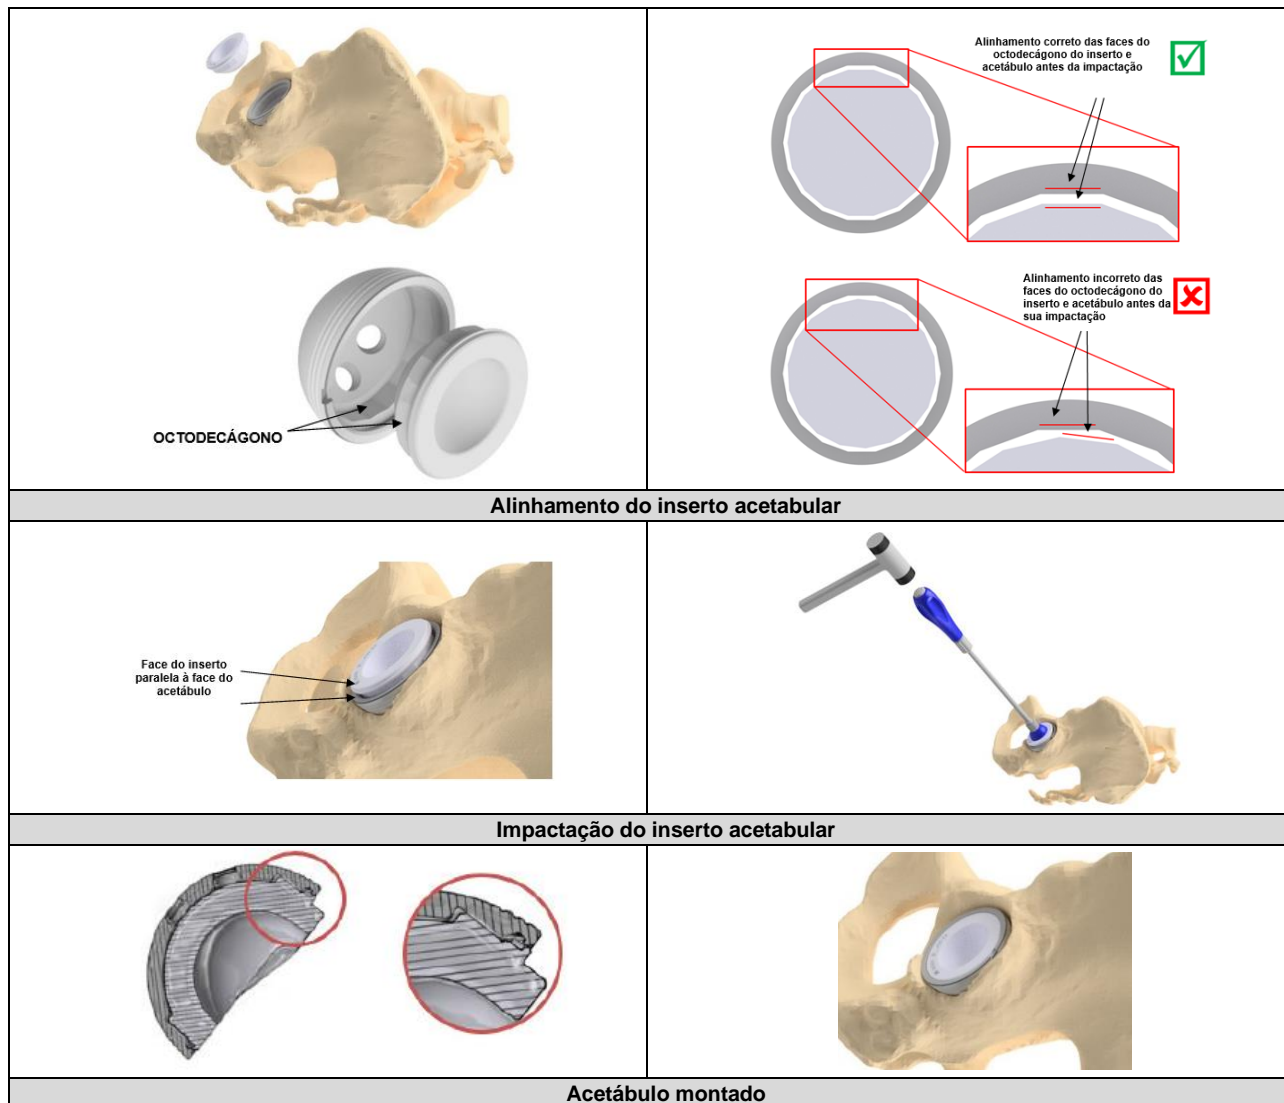 Alinhamento correto das faces do
octodecágono do inserto e
acetábulo antes da impactação
Alinhamento incorreto das
faces do octodecágono do
inserto e acetábulo antes da
sua impactação
OCTODECÁGONO
Alinhamento do inserto acetabular
Face do inserto
paralela à face do
acetábulo
Impactação do inserto acetabular
Acetábulo montado